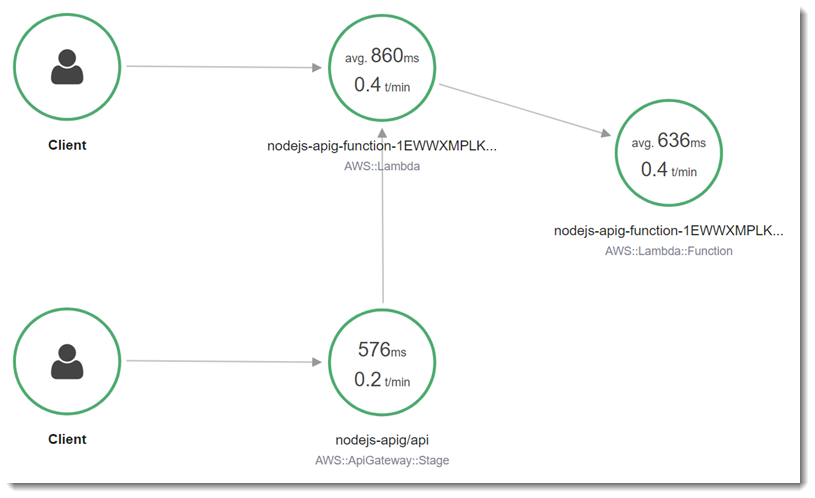 avg. 860ms
0.4 t/min
Client
nodejs-apig-function-1EWWXMPLK...
AWS::Lambda
avg. 636ms
0.4 t/min
nodejs-apig-function-1EWWXMPLK...
AWS::Lambda::Function
576ms
0.2 t/min
Client
nodejs-apig/api
AWS::ApiGateway::Stage